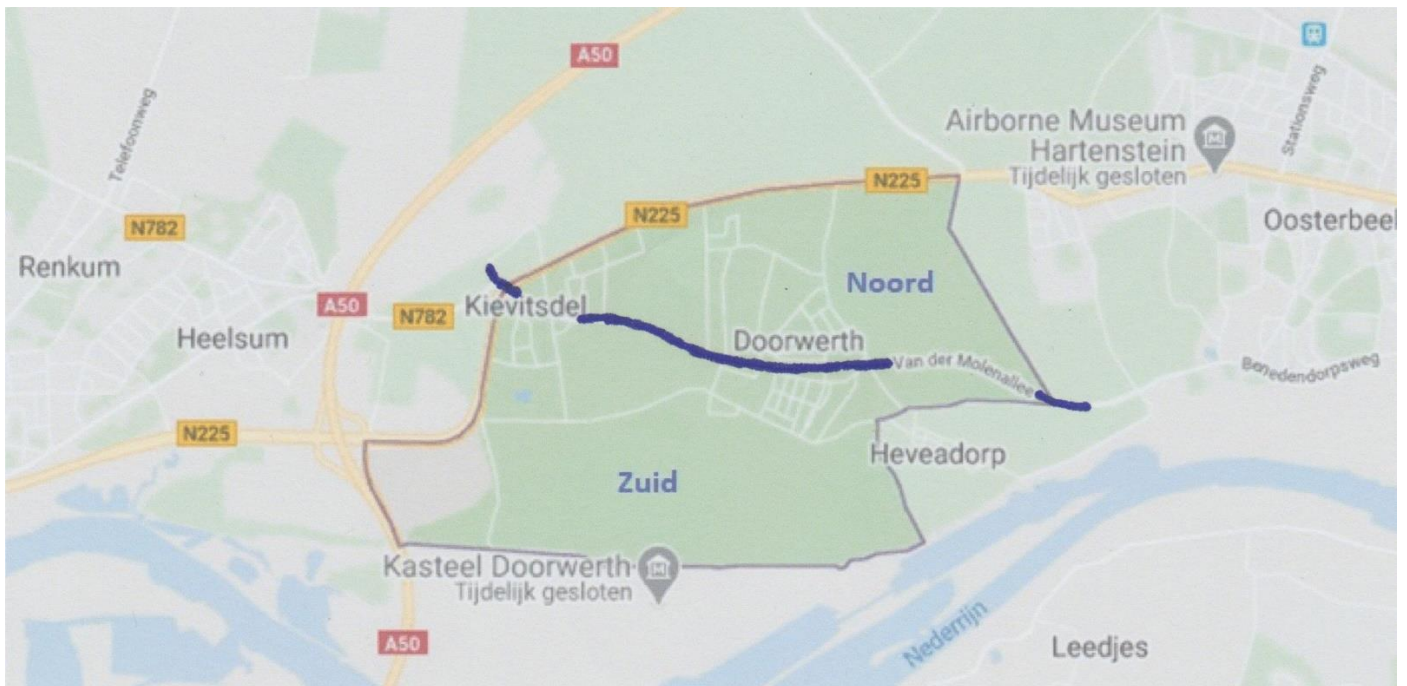 A50
Airborne Museum
Hartenstein
Tijdelijk gesloten
Stationsweg
Telefoonweg
N225
N225
N782
Oosterbeek
Renkum
Noord
A50
N782
Kievitsdel
Heelsum
Doorwerth
Van der Molenallee
Benedendorpsweg
N225
Heveadorp
Zuid
Kasteel Doorwerth
Tijdelijk gesloten
Nederrijn
A50
Leedjes